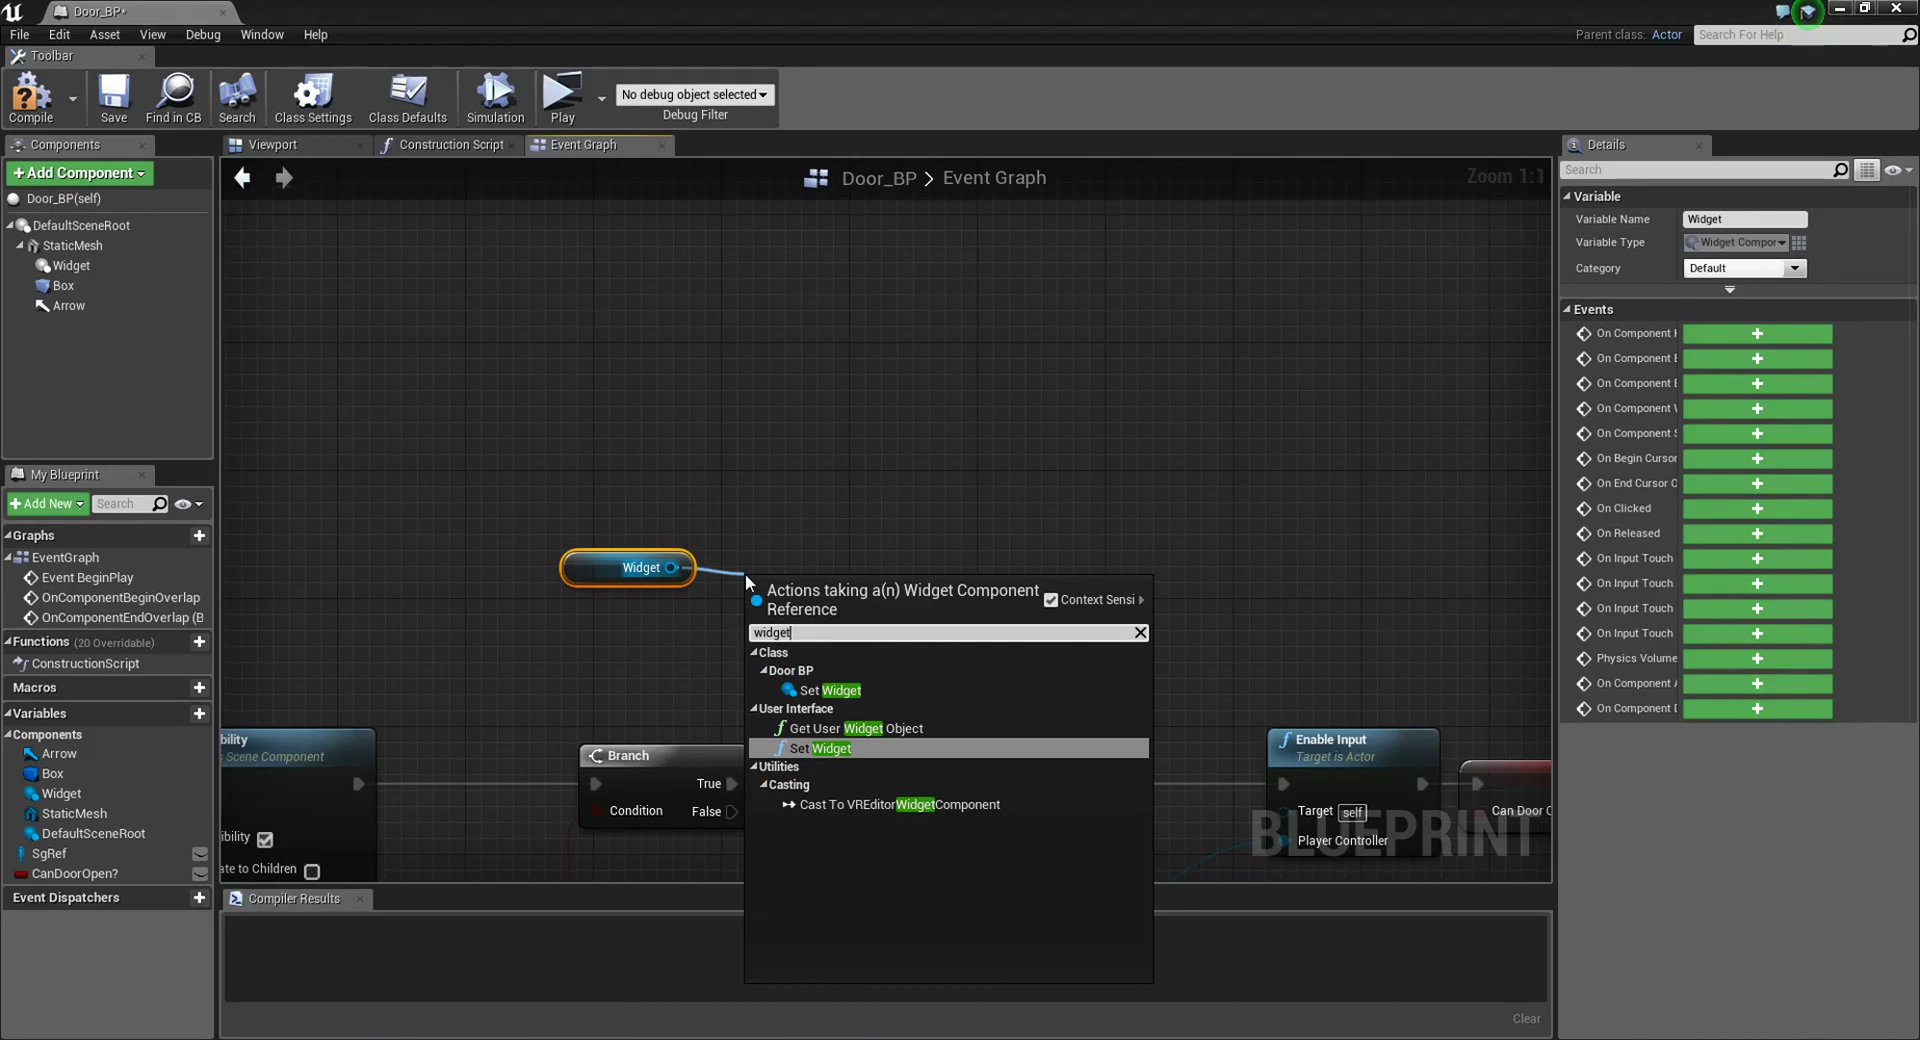 Door_BP•
File Edit Asset View Debug Window Help
Parent class: Actor
Search For Help
Toolbar
Compile
Save
Find in CB
Search
Class Settings
Class Defaults
Simulation
Play
No debug object selected
Debug Filter
Components
+Add Component
Door_BP(self)
DefaultSceneRoot
StaticMesh
Widget
Box
Arrow
My Blueprint
+Add New
Search
Graphs
EventGraph
Event BeginPlay
OnComponentBeginOverlap
OnComponentEndOverlap (B
Functions (20 Overridable)
ConstructionScript
Macros
Variables
Components
Arrow
Box
Widget
StaticMesh
DefaultSceneRoot
SgRef
CanDoorOpen?
Event Dispatchers
Viewport
Construction Script
Event Graph
Door_BP > Event Graph
Zoom 1:1
Widget
Actions taking a(n) Widget Component
Reference
Context Sensi
widget
Class
Door BP
Set Widget
User Interface
Get User Widget Object
Set Widget
Utilities
Casting
Cast To VREditorWidgetComponent
bility
s Scene Component
ibility
ate to Children
Branch
True
Condition
False
Enable Input
Target is Actor
Target self
Player Controller
Can Door O
BLUEPRINT
Compiler Results
Clear
Details
Search
Variable
Variable Name Widget
Variable Type Widget Compor
Category Default
Events
On Component H
On Component B
On Component E
On Component W
On Component S
On Begin Cursor
On End Cursor O
On Clicked
On Released
On Input Touch
On Input Touch
On Input Touch
On Input Touch
Physics Volume
On Component A
On Component D